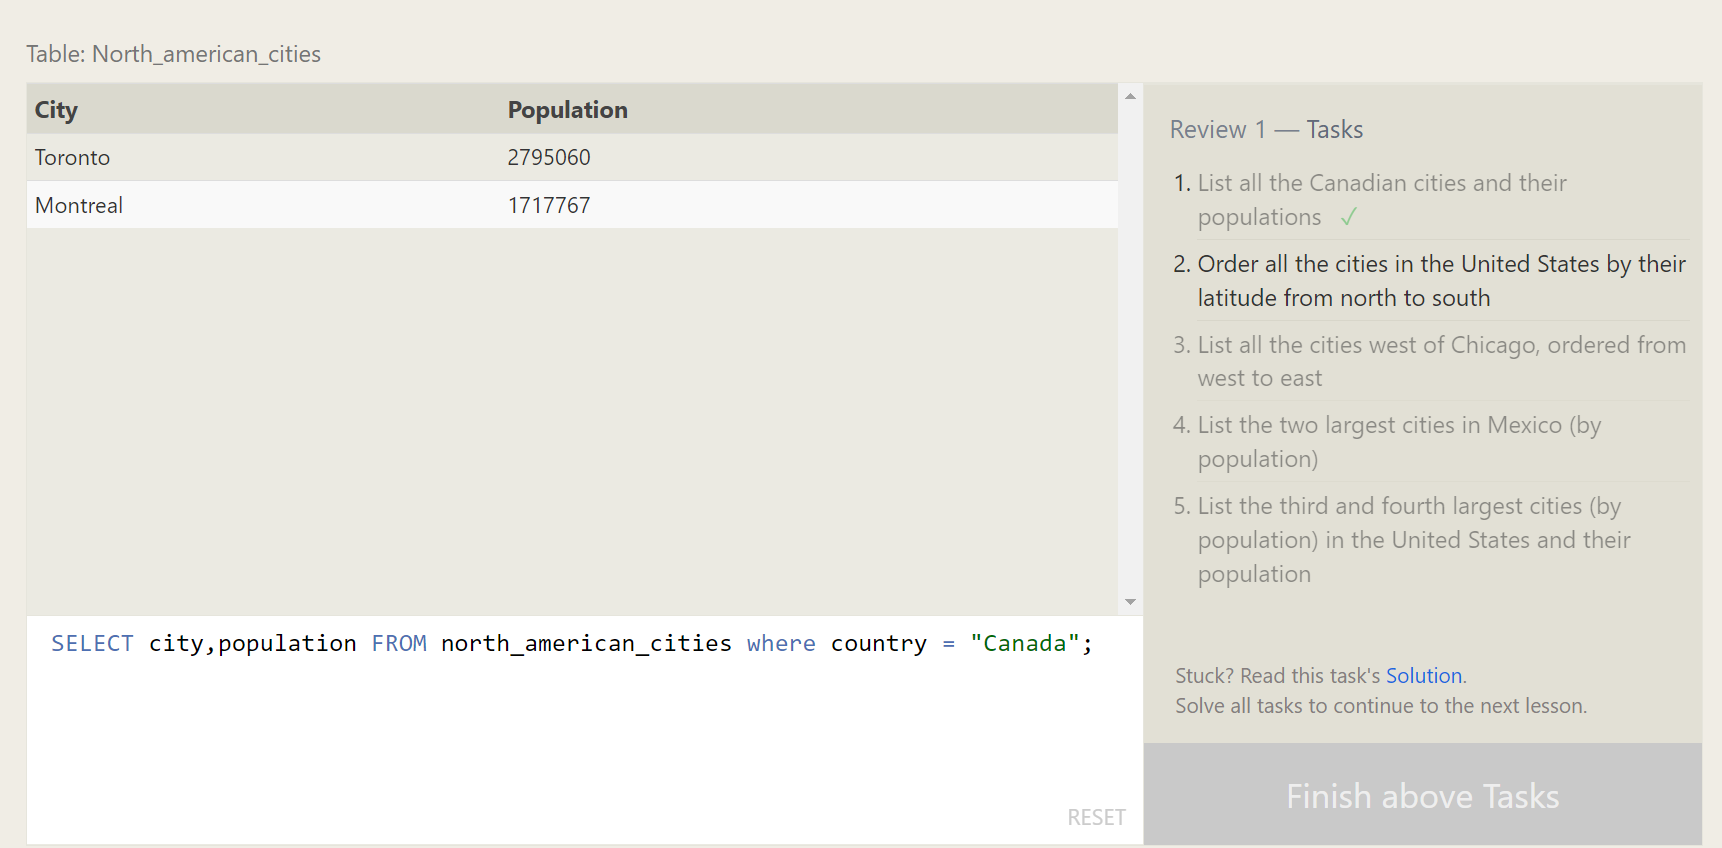 Table: North_american_cities
City Population
Toronto 2795060
Montreal 1717767
SELECT city,population FROM north_american_cities where country = "Canada";
RESET
Review 1 — Tasks
1. List all the Canadian cities and their
populations ✓
2. Order all the cities in the United States by their
latitude from north to south
3. List all the cities west of Chicago, ordered from
west to east
4. List the two largest cities in Mexico (by
population)
5. List the third and fourth largest cities (by
population) in the United States and their
population
Stuck? Read this task's Solution.
Solve all tasks to continue to the next lesson.
Finish above Tasks